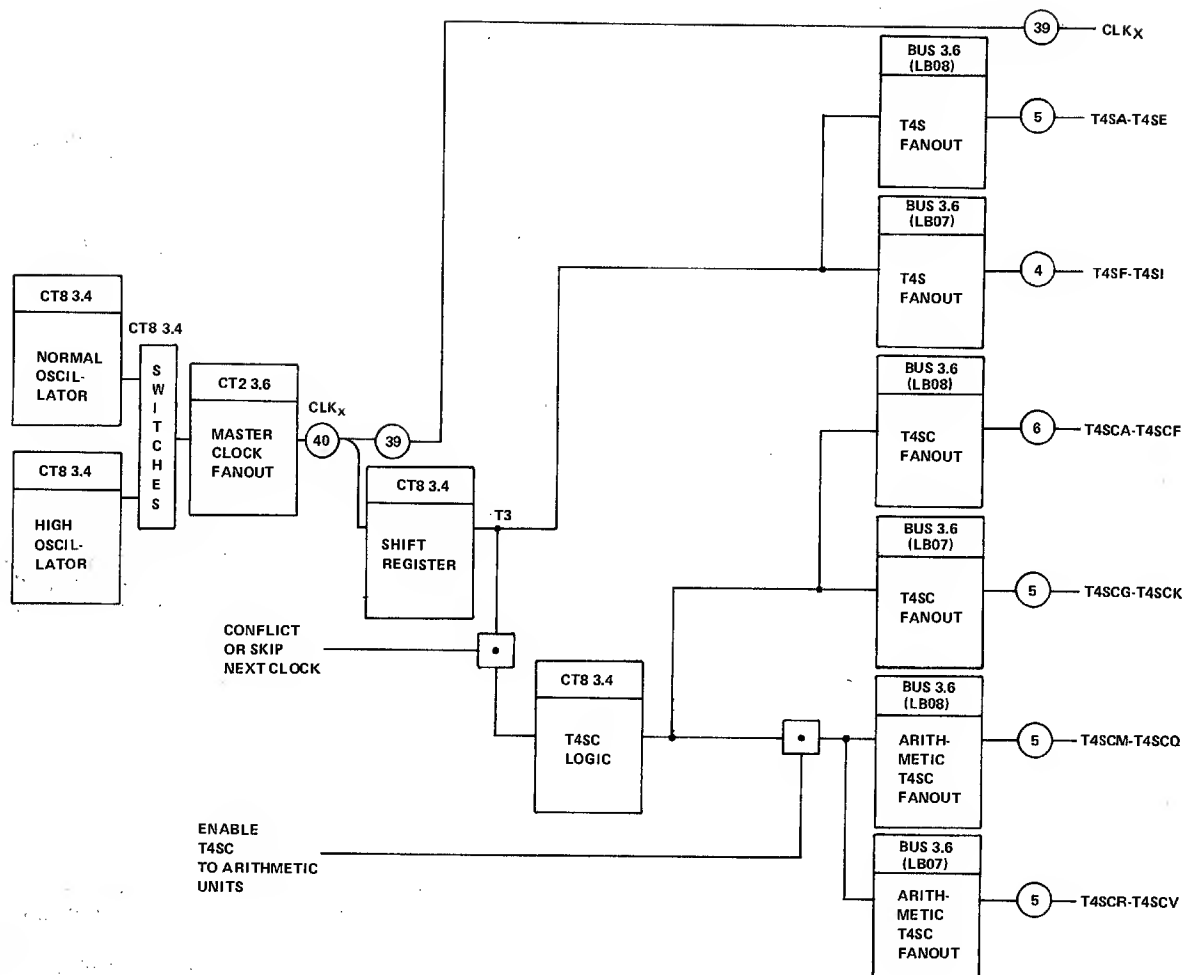 39
CLKX
BUS 3.6
(LB08)
T4S
FANOUT
5
T4SA-T4SE
BUS 3.6
(LB07)
T4S
FANOUT
4
T4SF-T4SI
CT8 3.4
NORMAL
OSCIL-
LATOR
CT8 3.4
SWITCHES
CT8 3.4
HIGH
OSCIL-
LATOR
CT2 3.6
MASTER
CLOCK
FANOUT
CLKX
40
39
CT8 3.4
SHIFT
REGISTER
T3
BUS 3.6
(LB08)
T4SC
FANOUT
6
T4SCA-T4SCF
BUS 3.6
(LB07)
T4SC
FANOUT
5
T4SCG-T4SCK
CONFLICT
OR SKIP
NEXT CLOCK
CT8 3.4
T4SC
LOGIC
BUS 3.6
(LB08)
ARITH-
METIC
T4SC
FANOUT
5
T4SCM-T4SCQ
ENABLE
T4SC
TO ARITHMETIC
UNITS
BUS 3.6
(LB07)
ARITH-
METIC
T4SC
FANOUT
5
T4SCR-T4SCV